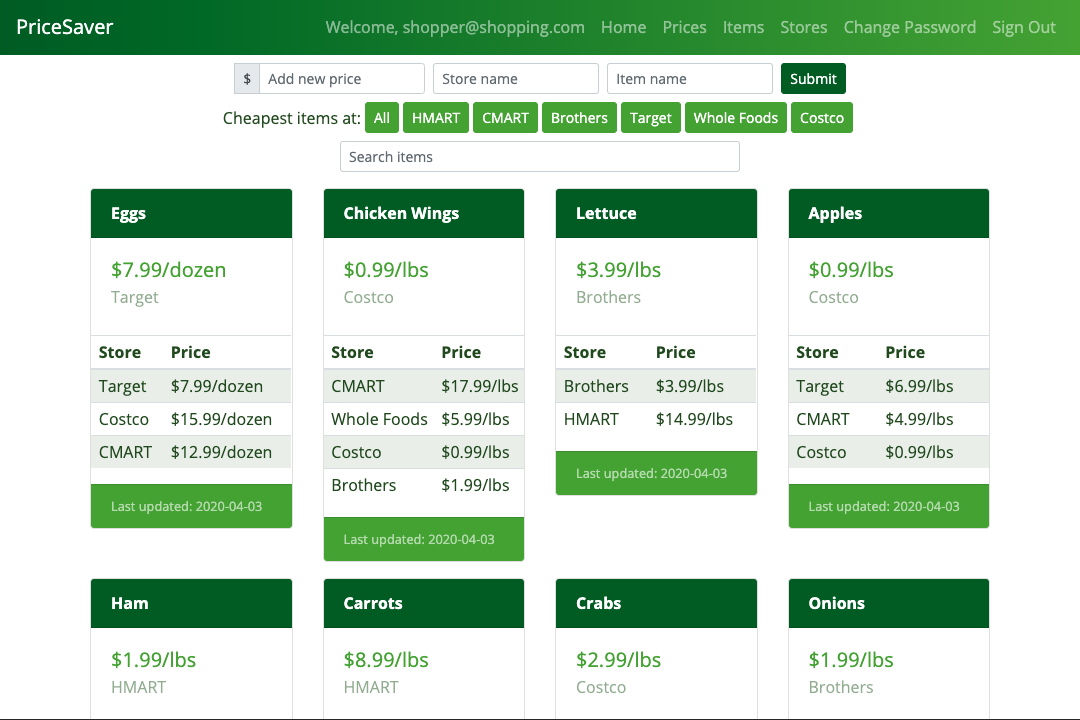 PriceSaver Welcome, shopper@shopping.com Home Prices Items Stores Change Password Sign Out
$ Add new price Store name Item name Submit
Cheapest items at: All HMART CMART Brothers Target Whole Foods Costco
Search items
Eggs
$7.99/dozen
Target
Store Price
Target $7.99/dozen
Costco $15.99/dozen
CMART $12.99/dozen
Last updated: 2020-04-03
Chicken Wings
$0.99/lbs
Costco
Store Price
CMART $17.99/lbs
Whole Foods $5.99/lbs
Costco $0.99/lbs
Brothers $1.99/lbs
Last updated: 2020-04-03
Lettuce
$3.99/lbs
Brothers
Store Price
Brothers $3.99/lbs
HMART $14.99/lbs
Last updated: 2020-04-03
Apples
$0.99/lbs
Costco
Store Price
Target $6.99/lbs
CMART $4.99/lbs
Costco $0.99/lbs
Last updated: 2020-04-03
Ham
$1.99/lbs
HMART
Carrots
$8.99/lbs
HMART
Crabs
$2.99/lbs
Costco
Onions
$1.99/lbs
Brothers